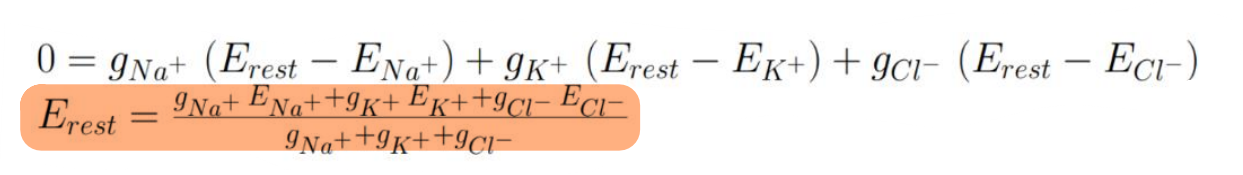 $0 = g_{Na^+} (E_{rest} - E_{Na^+}) + g_{K^+} (E_{rest} - E_{K^+}) + g_{Cl^-} (E_{rest} - E_{Cl^-})$
$E_{rest} = \frac{g_{Na^+} E_{Na^+} + g_{K^+} E_{K^+} + g_{Cl^-} E_{Cl^-}}{g_{Na^+} + g_{K^+} + g_{Cl^-}}$